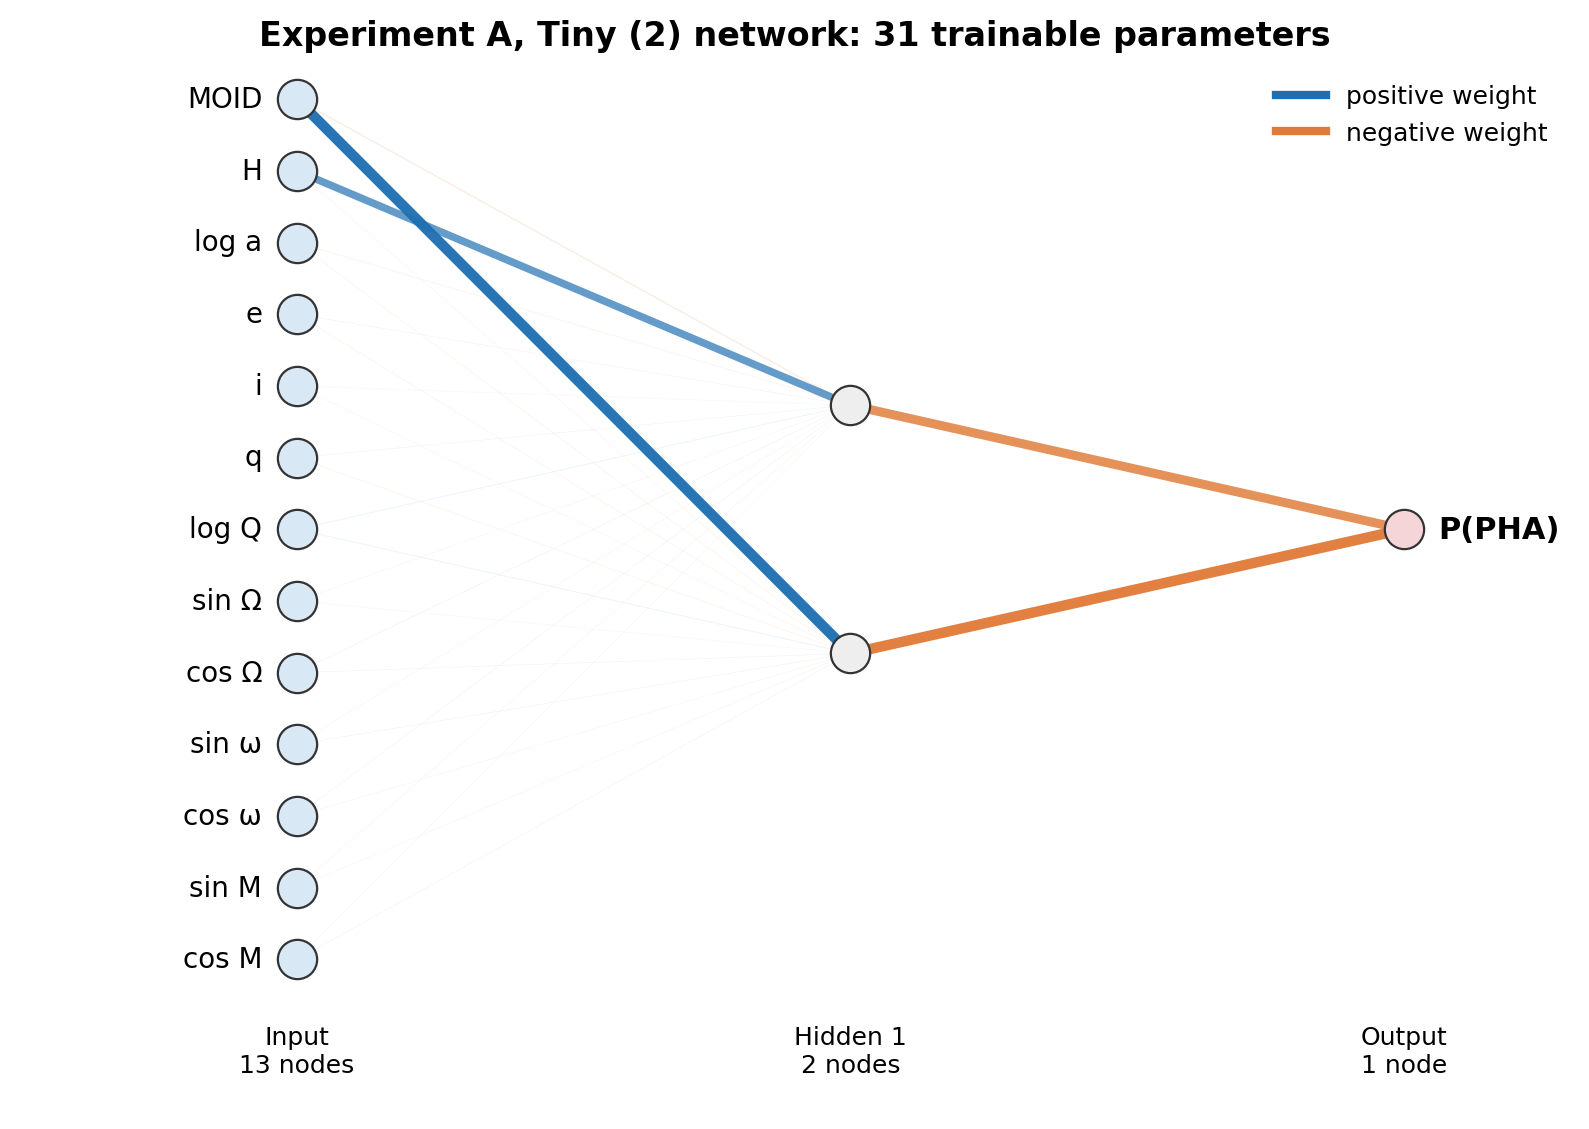 Experiment A, Tiny (2) network: 31 trainable parameters
positive weight
negative weight
MOID
H
log a
e
i
q
log Q
sin Ω
cos Ω
sin ω
cos ω
sin M
cos M
P(PHA)
Input
13 nodes
Hidden 1
2 nodes
Output
1 node